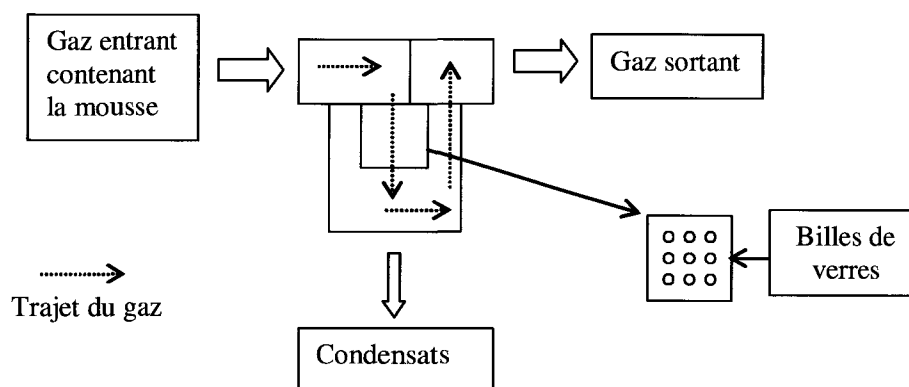 Gaz entrant
contenant
la mousse
Gaz sortant
Billes de
verres
Trajet du gaz
Condensats